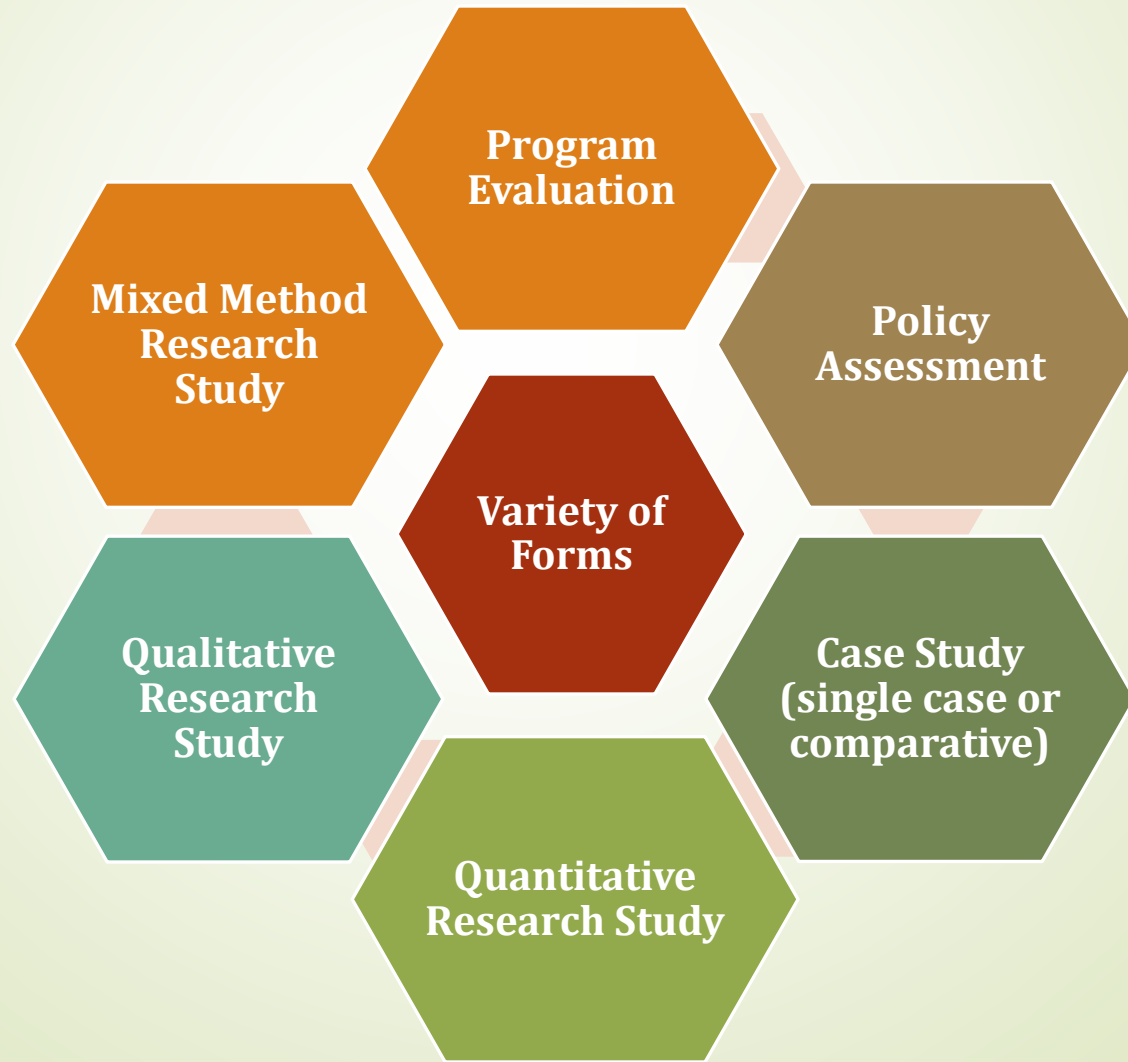 Program
Evaluation
Policy
Assessment
Case Study
(single case or
comparative)
Quantitative
Research Study
Qualitative
Research
Study
Mixed Method
Research
Study
Variety of
Forms